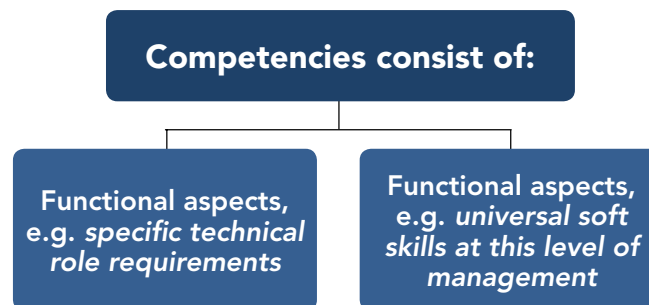 Competencies consist of:
Functional aspects,
e.g. specific technical
role requirements
Functional aspects,
e.g. universal soft
skills at this level of
management